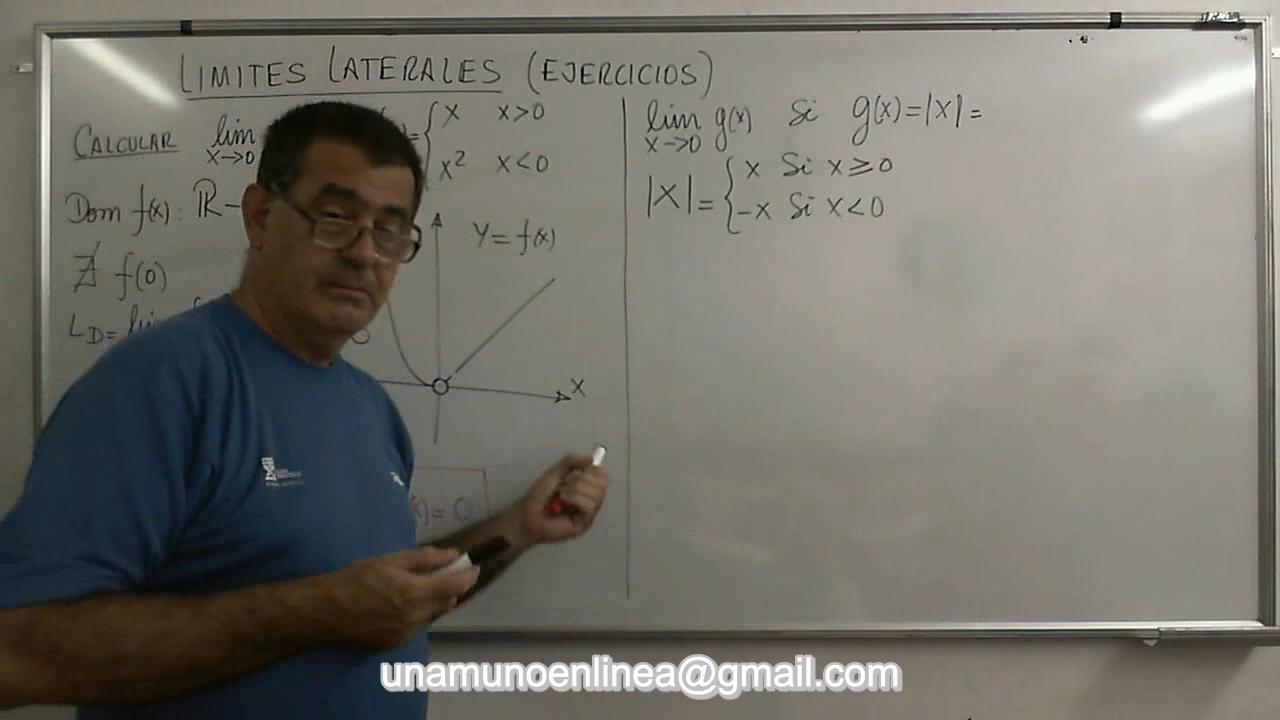 LIMITES LATERALES (EJERCICIOS)
CALCULAR lim x→0
= { x x>0
x² x<0
Dom f(x): ℝ -
∄ f(0)
L_D = lim
y = f(x)
x
(x) = 0
lim x→0 g(x) Si g(x) = |x| =
|x| = { x Si x ≥ 0
-x Si x < 0
unamunoenlinea@gmail.com